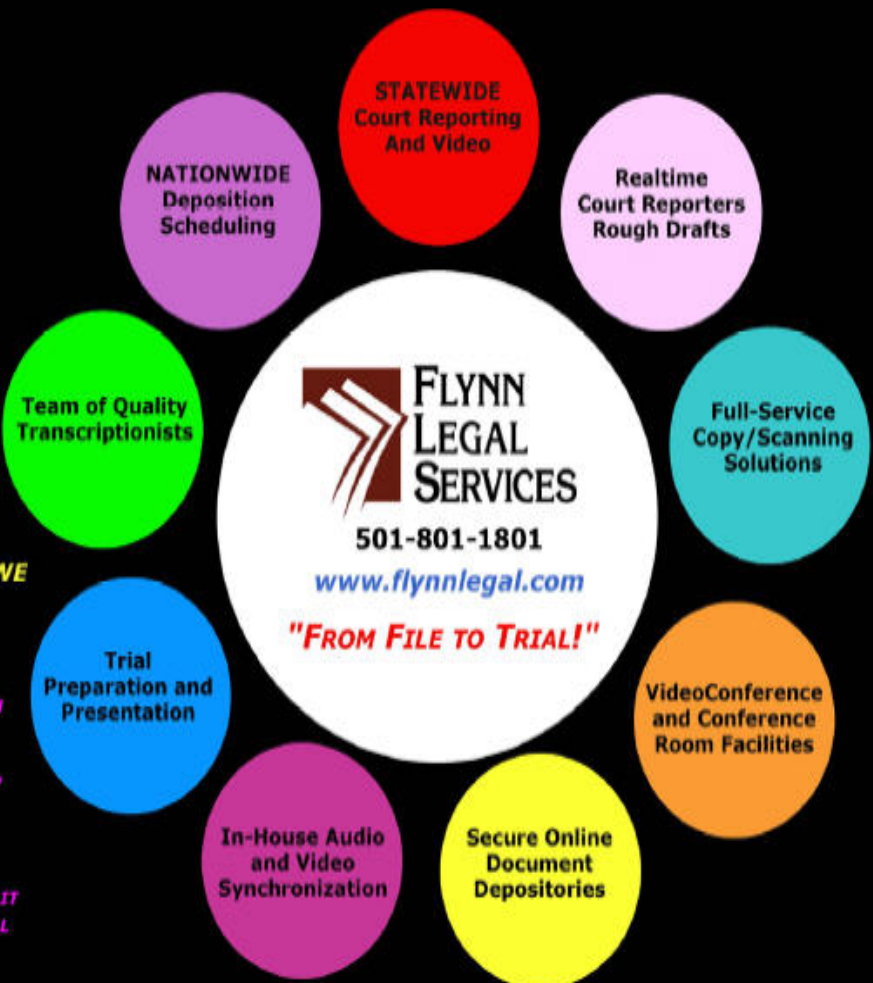 STATEWIDE
Court Reporting
And Video
NATIONWIDE
Deposition
Scheduling
Realtime
Court Reporters
Rough Drafts
Team of Quality
Transcriptionists
Full-Service
Copy/Scanning
Solutions
FLYNN
LEGAL
SERVICES
501-801-1801
www.flynnlegal.com
"FROM FILE TO TRIAL!"
Trial
Preparation and
Presentation
VideoConference
and Conference
Room Facilities
In-House Audio
and Video
Synchronization
Secure Online
Document
Depositories
IT